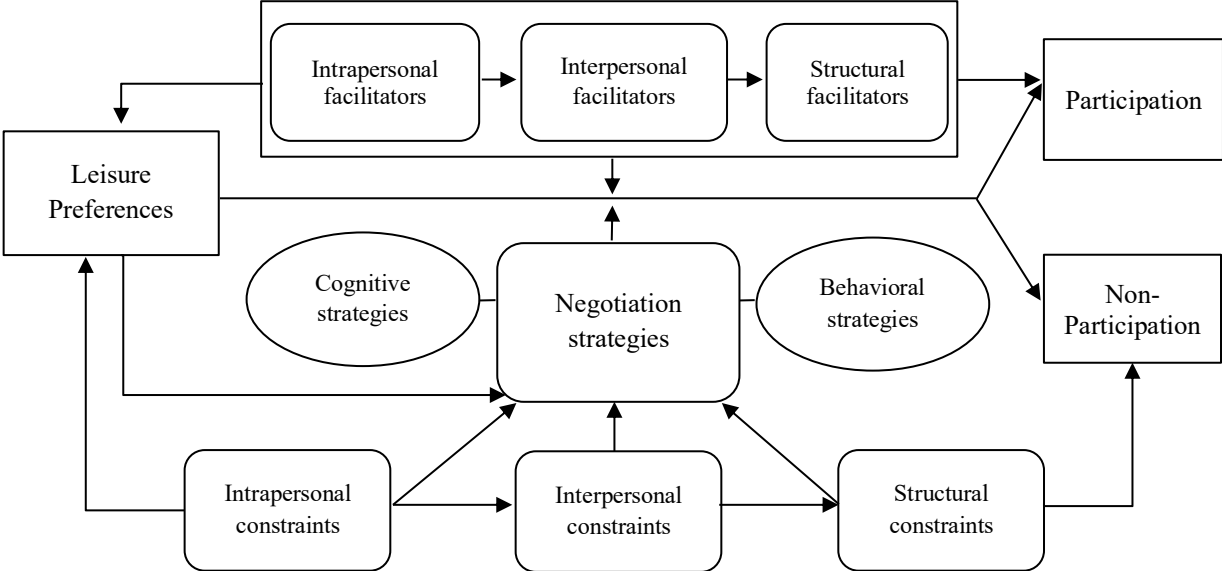 Intrapersonal
facilitators
Interpersonal
facilitators
Structural
facilitators
Participation
Leisure
Preferences
Cognitive
strategies
Negotiation
strategies
Behavioral
strategies
Non-
Participation
Intrapersonal
constraints
Interpersonal
constraints
Structural
constraints